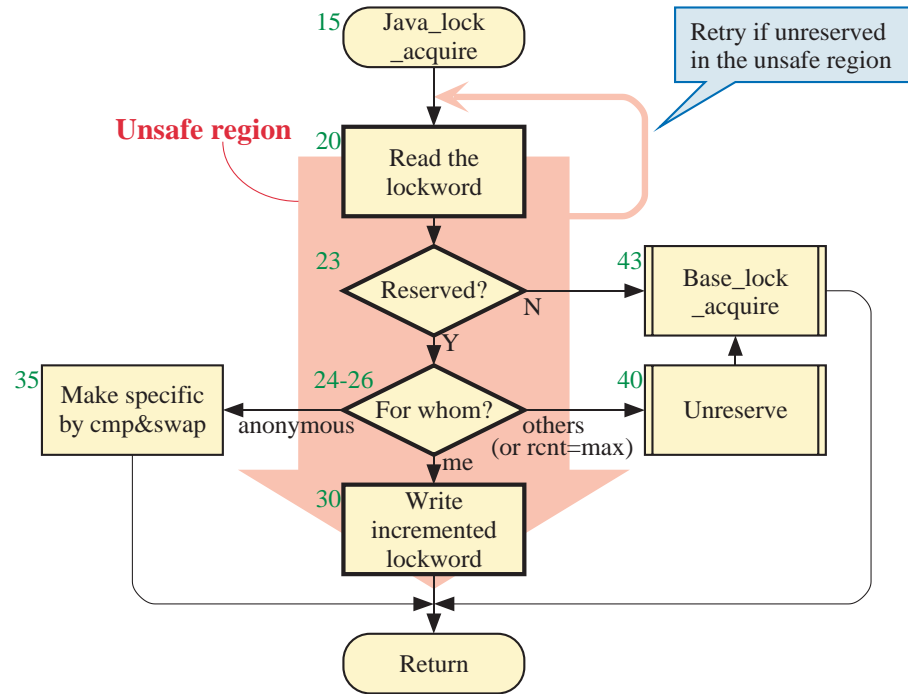 15
Java_lock
_acquire
Retry if unreserved
in the unsafe region
Unsafe region
20
Read the
lockword
23
Reserved?
N
Y
43
Base_lock
_acquire
35
Make specific
by cmp&swap
24-26
For whom?
anonymous
others
(or rcnt=max)
me
40
Unreserve
30
Write
incremented
lockword
Return